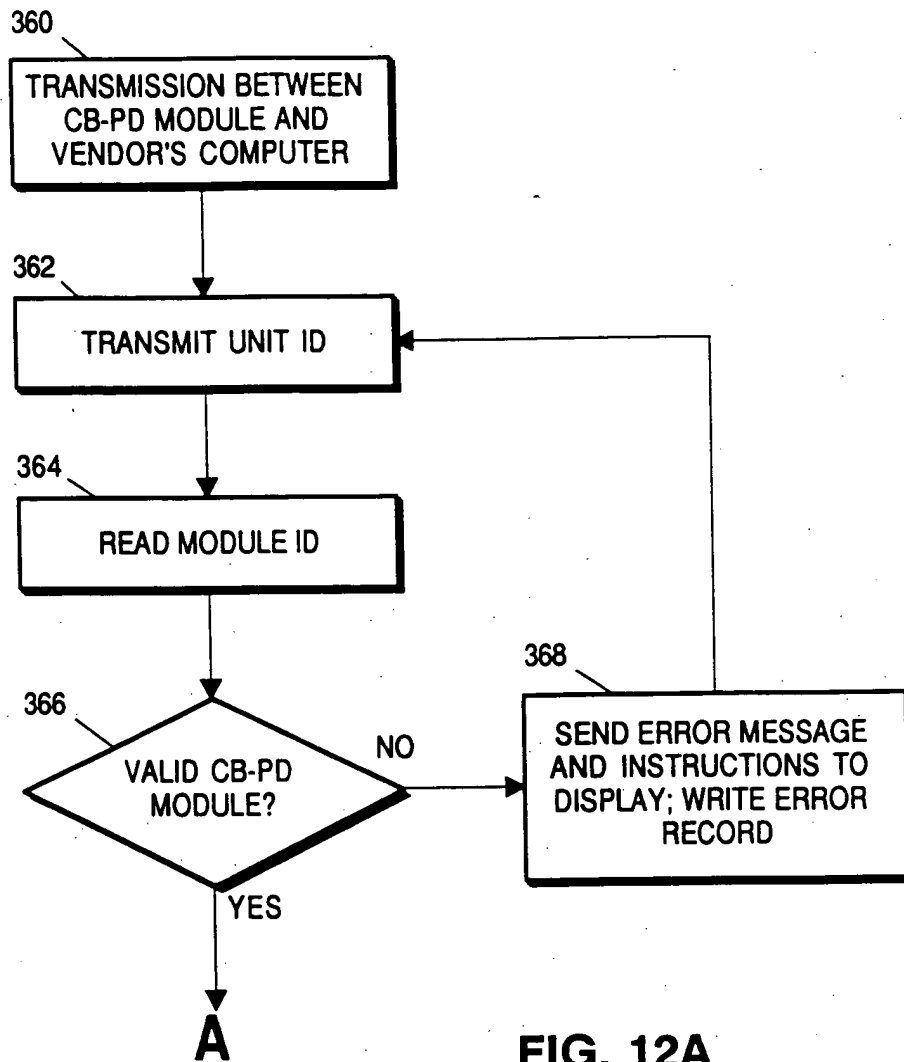 360
TRANSMISSION BETWEEN
CB-PD MODULE AND
VENDOR'S COMPUTER
362
TRANSMIT UNIT ID
364
READ MODULE ID
366
VALID CB-PD
MODULE?
NO
368
SEND ERROR MESSAGE
AND INSTRUCTIONS TO
DISPLAY; WRITE ERROR
RECORD
YES
A
FIG. 12A